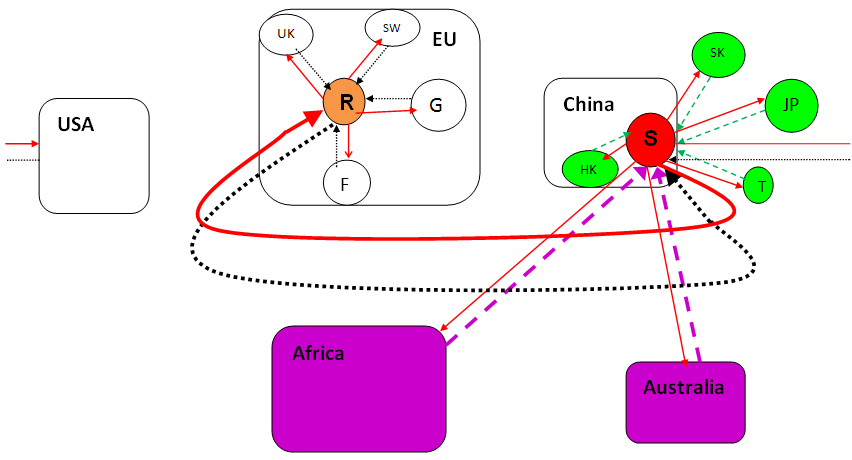 USA
UK
SW
EU
R
G
F
China
S
HK
SK
JP
T
Africa
Australia